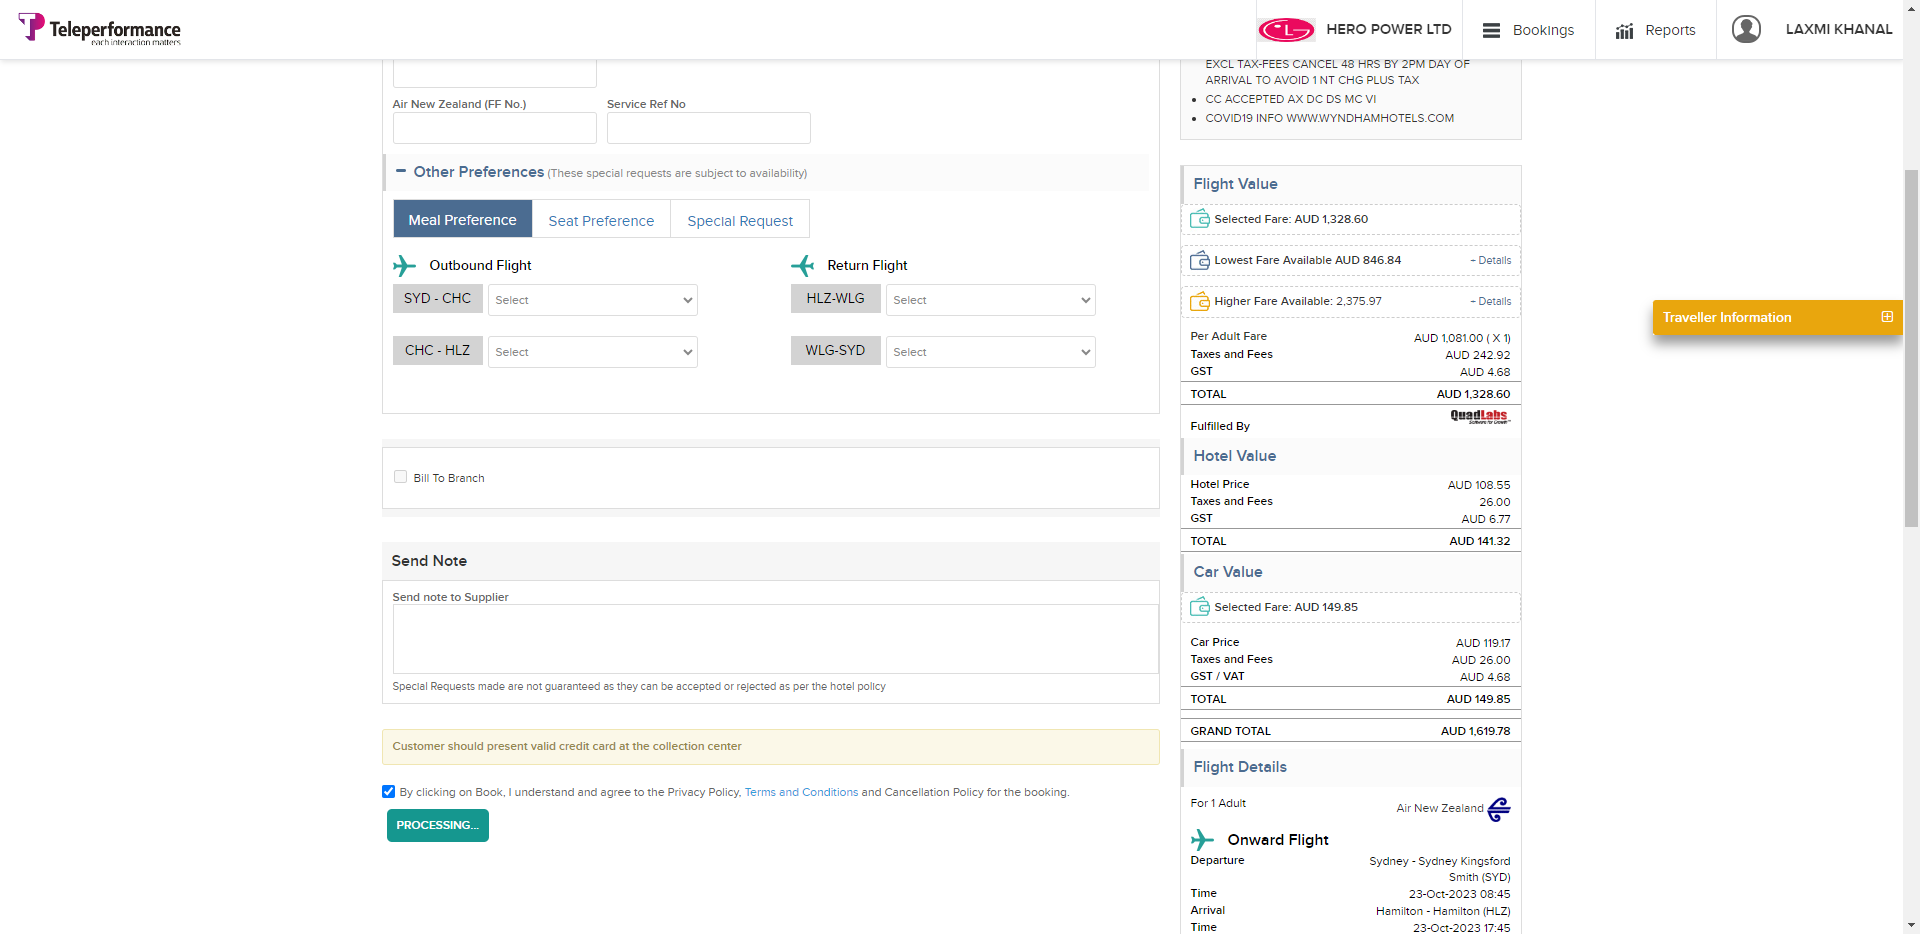 Teleperformance
each interaction matters
HERO POWER LTD
Bookings
Reports
LAXMI KHANAL
EXCL TAX-FEES CANCEL 48 HRS BY 2PM DAY OF
ARRIVAL TO AVOID 1 NT CHG PLUS TAX
CC ACCEPTED AX DC DS MC VI
COVID19 INFO WWW.WYNDHAMHOTELS.COM
Air New Zealand (FF No.)
Service Ref No
Other Preferences (These special requests are subject to availability)
Meal Preference
Seat Preference
Special Request
Outbound Flight
Return Flight
SYD - CHC
Select
HLZ-WLG
Select
CHC - HLZ
Select
WLG-SYD
Select
Bill To Branch
Send Note
Send note to Supplier
Special Requests made are not guaranteed as they can be accepted or rejected as per the hotel policy
Customer should present valid credit card at the collection center
By clicking on Book, I understand and agree to the Privacy Policy, Terms and Conditions and Cancellation Policy for the booking.
PROCESSING...
Flight Value
Selected Fare: AUD 1,328.60
Lowest Fare Available AUD 846.84
+ Details
Higher Fare Available: 2,375.97
+ Details
Per Adult Fare AUD 1,081.00 ( X 1)
Taxes and Fees AUD 242.92
GST AUD 4.68
TOTAL AUD 1,328.60
Fulfilled By
QuadLabs
Software for Growth
Hotel Value
Hotel Price AUD 108.55
Taxes and Fees 26.00
GST AUD 6.77
TOTAL AUD 141.32
Car Value
Selected Fare: AUD 149.85
Car Price AUD 119.17
Taxes and Fees AUD 26.00
GST / VAT AUD 4.68
TOTAL AUD 149.85
GRAND TOTAL AUD 1,619.78
Flight Details
For 1 Adult
Air New Zealand
Onward Flight
Departure Sydney - Sydney Kingsford
Smith (SYD)
Time 23-Oct-2023 08:45
Arrival Hamilton - Hamilton (HLZ)
Time 23-Oct-2023 17:45
Traveller Information